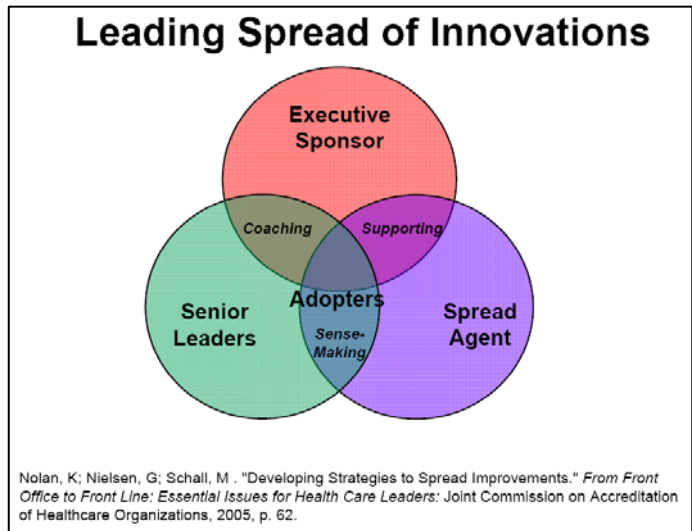 Leading Spread of Innovations
Executive
Sponsor
Coaching
Supporting
Senior
Leaders
Adopters
Sense-
Making
Spread
Agent
Nolan, K; Nielsen, G; Schall, M . "Developing Strategies to Spread Improvements." From Front
Office to Front Line: Essential Issues for Health Care Leaders: Joint Commission on Accreditation
of Healthcare Organizations, 2005, p. 62.